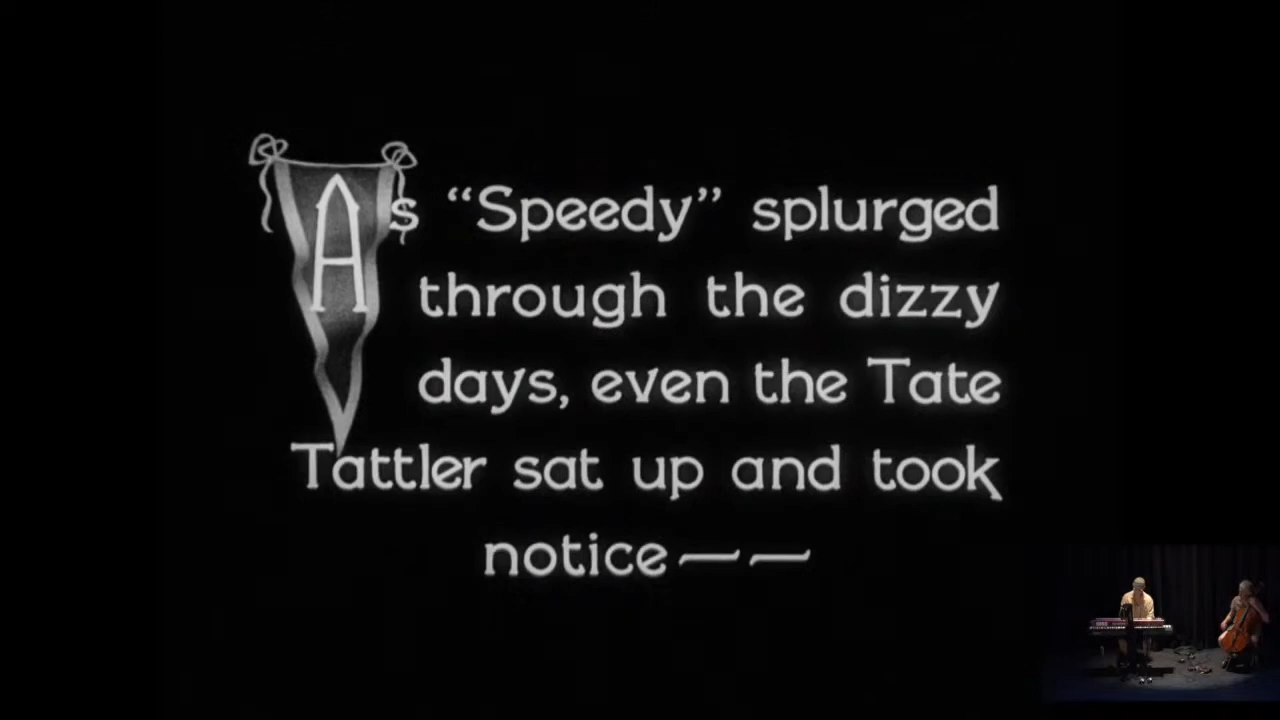 As “Speedy” splurged
through the dizzy
days, even the Tate
Tattler sat up and took
notice — —